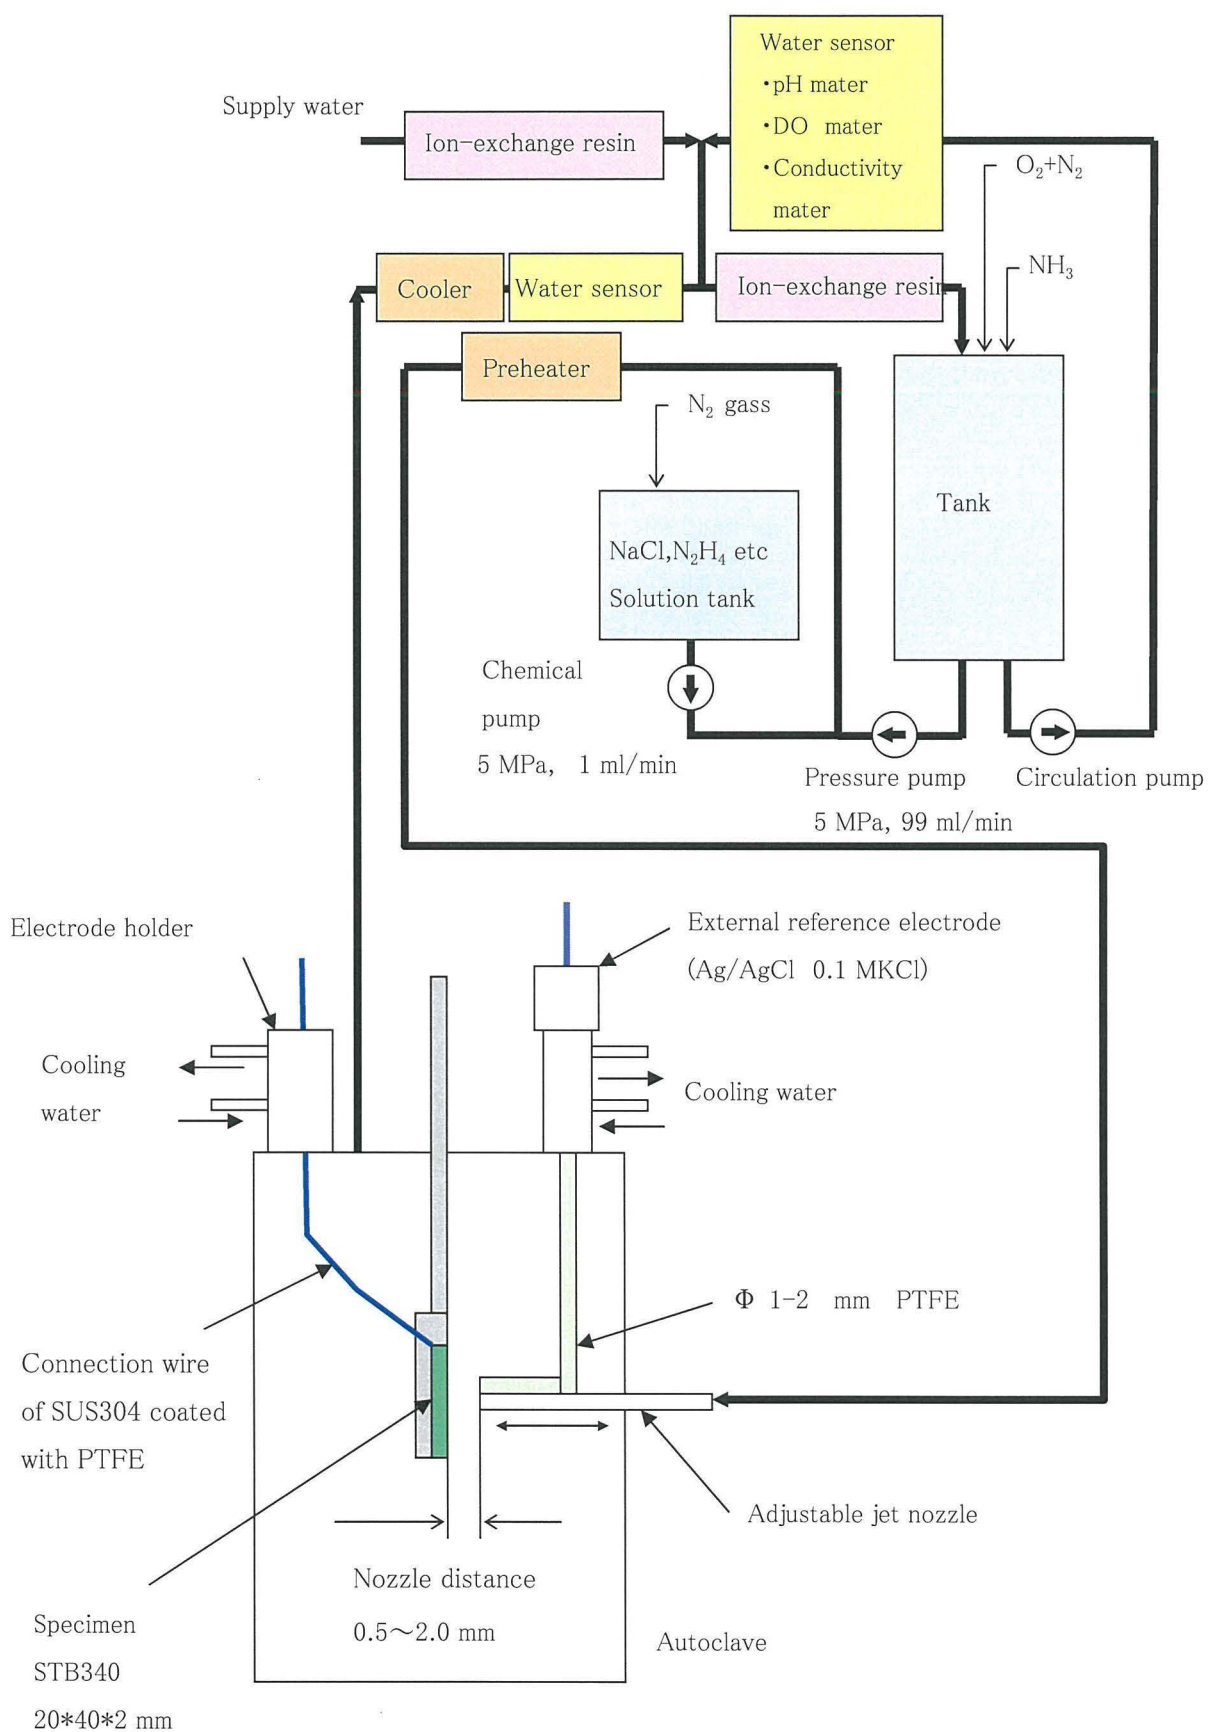 Water sensor
・pH mater
・DO mater
・Conductivity
mater
Supply water
Ion-exchange resin
O₂+N₂
NH₃
Cooler
Water sensor
Ion-exchange resin
Preheater
N₂ gass
Tank
NaCl,N₂H₄ etc
Solution tank
Chemical
pump
5 MPa, 1 ml/min
Pressure pump
5 MPa, 99 ml/min
Circulation pump
Electrode holder
External reference electrode
(Ag/AgCl 0.1 MKCl)
Cooling
water
Cooling water
Φ 1-2 mm PTFE
Connection wire
of SUS304 coated
with PTFE
Adjustable jet nozzle
Nozzle distance
0.5～2.0 mm
Specimen
STB340
20*40*2 mm
Autoclave